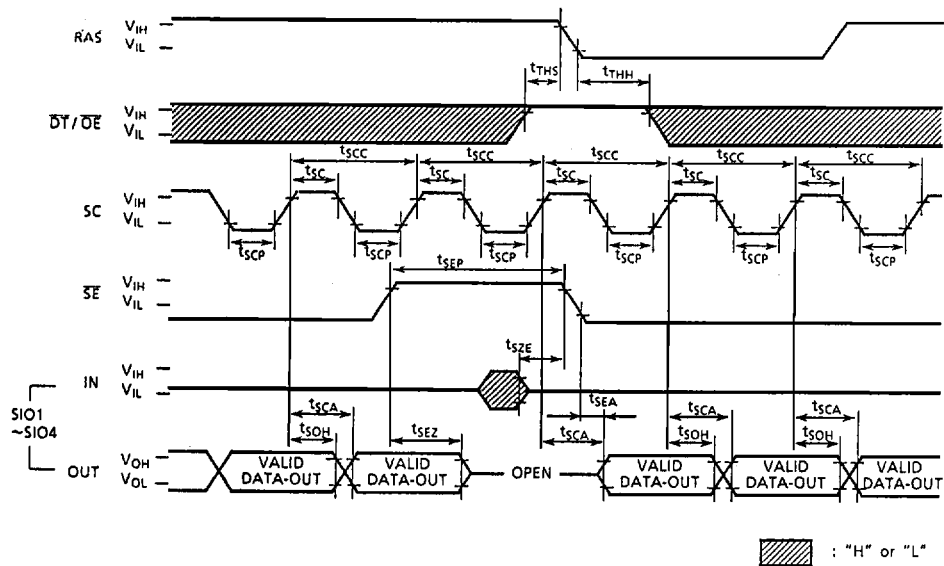 RAS VIH
VIL
tTHS tTHH
DT/OE VIH
VIL
tSCC tSCC tSCC tSCC tSCC
tSC tSC tSC tSC tSC
SC VIH
VIL
tSCP tSCP tSCP tSCP tSCP tSCP
tSEP
SE VIH
VIL
tSZE
IN VIH
VIL
SIO1
~SIO4
tSEA
tSCA tSCA tSCA tSCA
tSOH tSEZ tSOH tSOH
OUT VOH
VOL
VALID DATA-OUT VALID DATA-OUT OPEN VALID DATA-OUT VALID DATA-OUT VALID DATA-OUT
: "H" or "L"